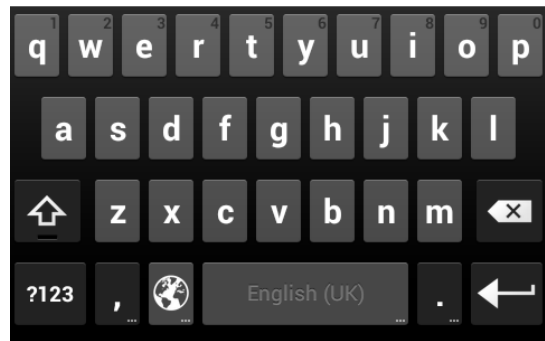 1 2 3 4 5 6 7 8 9 0
q w e r t y u i o p
a s d f g h j k l
z x c v b n m
?123 , English (UK) .
... ... ... ...